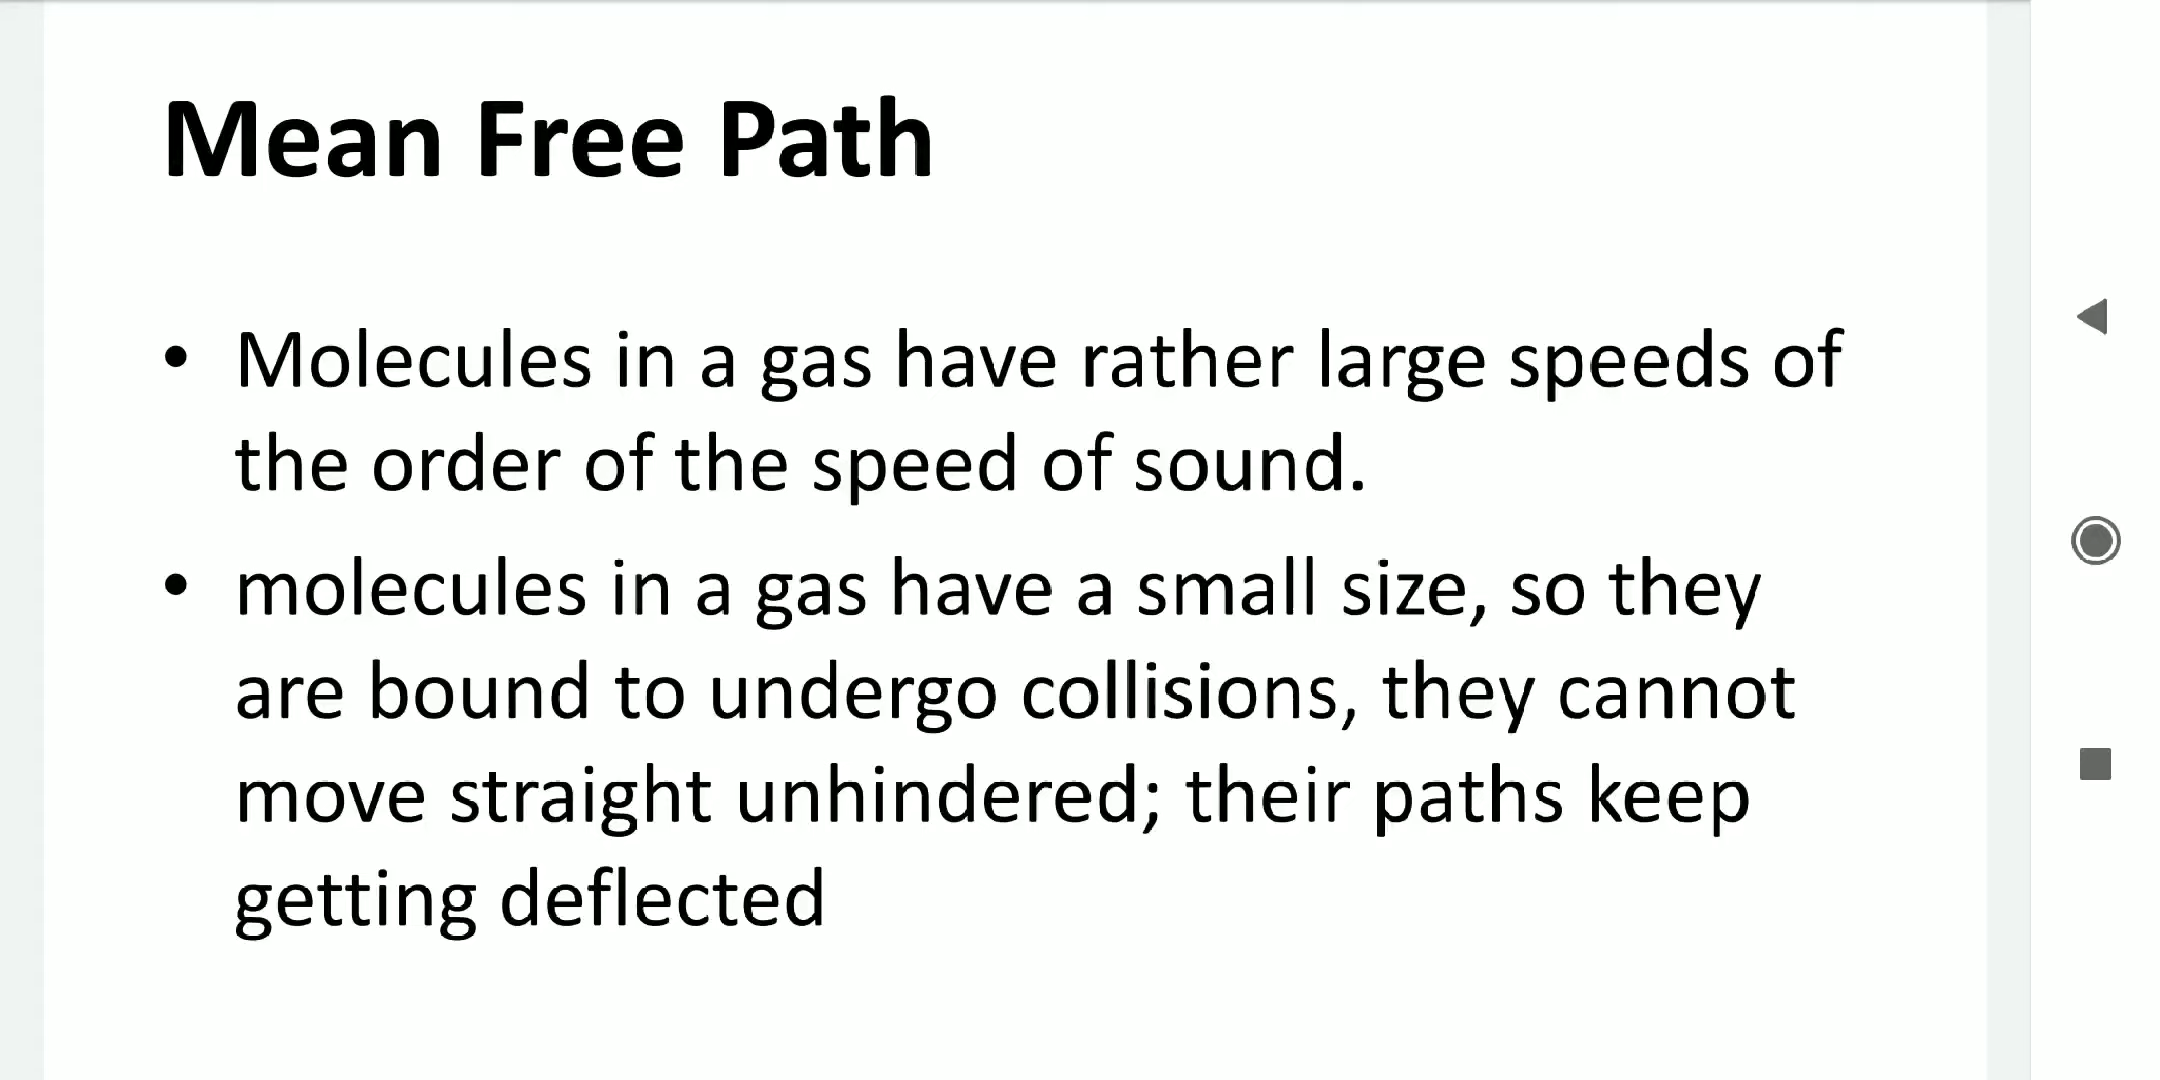 Mean Free Path
• Molecules in a gas have rather large speeds of
the order of the speed of sound.
• molecules in a gas have a small size, so they
are bound to undergo collisions, they cannot
move straight unhindered; their paths keep
getting deflected